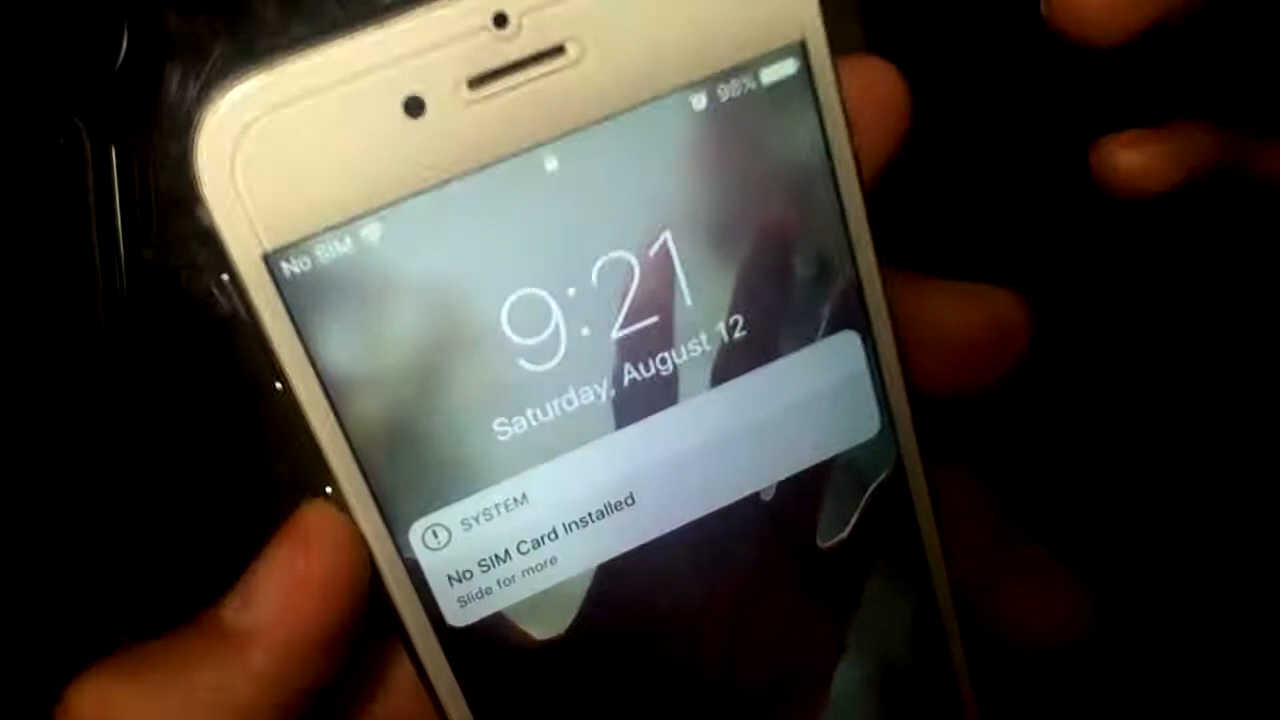 No SIM 98%
9:21
Saturday, August 12
SYSTEM
No SIM Card Installed
Slide for more